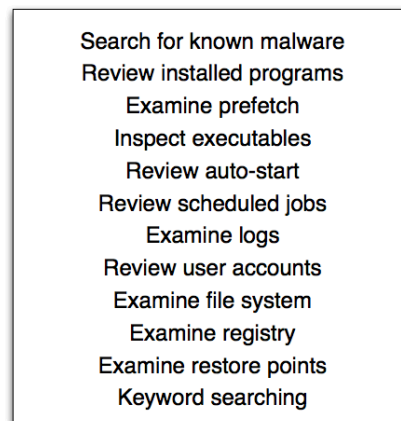 Search for known malware
Review installed programs
Examine prefetch
Inspect executables
Review auto-start
Review scheduled jobs
Examine logs
Review user accounts
Examine file system
Examine registry
Examine restore points
Keyword searching